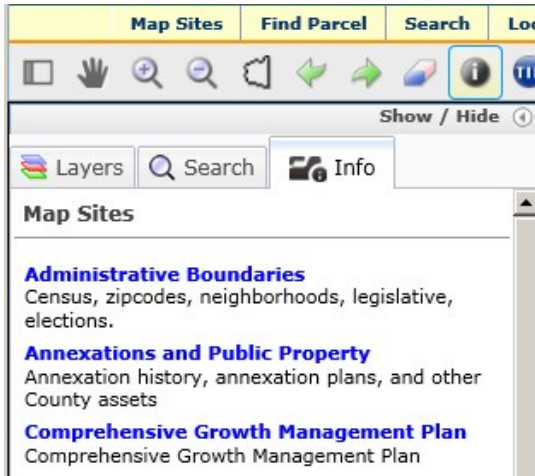 Map Sites Find Parcel Search
Show / Hide
Layers Search Info
Map Sites
Administrative Boundaries
Census, zipcodes, neighborhoods, legislative,
elections.
Annexations and Public Property
Annexation history, annexation plans, and other
County assets
Comprehensive Growth Management Plan
Comprehensive Growth Management Plan